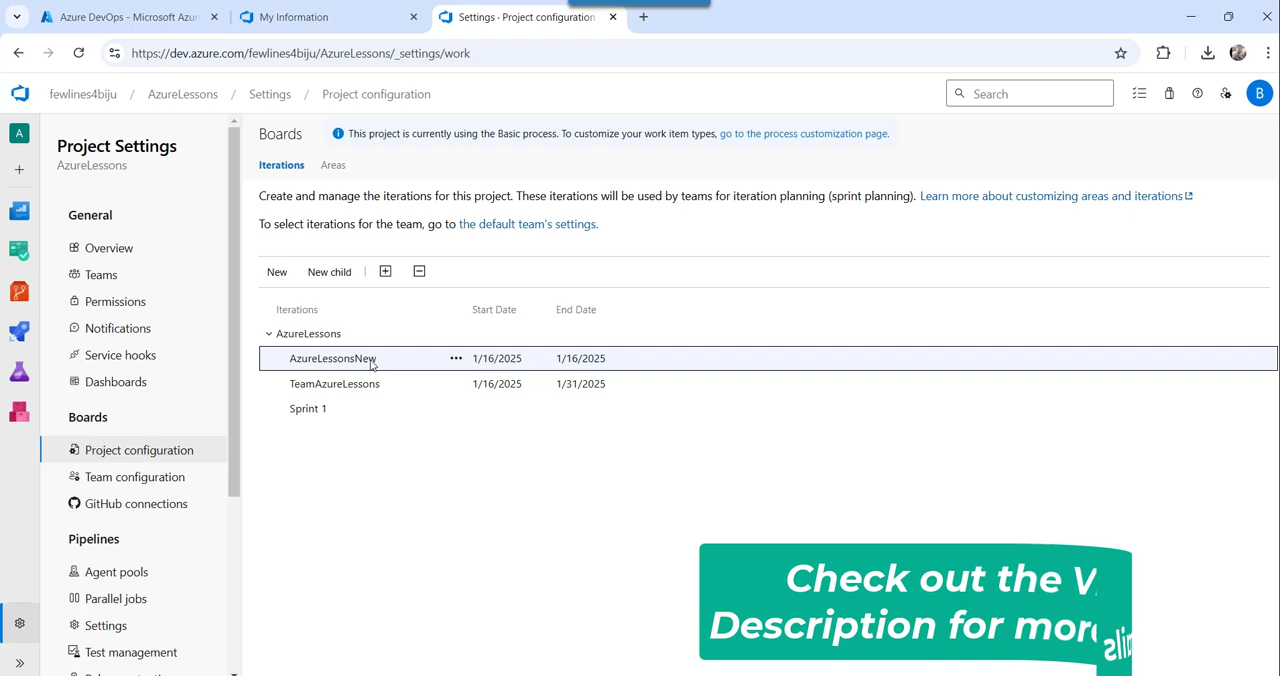 Azure DevOps - Microsoft Azur
My Information
Settings · Project configuration
https://dev.azure.com/fewlines4biju/AzureLessons/_settings/work
fewlines4biju / AzureLessons / Settings / Project configuration
Search
B
A
Project Settings
AzureLessons
General
Overview
Teams
Permissions
Notifications
Service hooks
Dashboards
Boards
Project configuration
Team configuration
GitHub connections
Pipelines
Agent pools
Parallel jobs
Settings
Test management
Boards
This project is currently using the Basic process. To customize your work item types, go to the process customization page.
Iterations Areas
Create and manage the iterations for this project. These iterations will be used by teams for iteration planning (sprint planning). Learn more about customizing areas and iterations
To select iterations for the team, go to the default team's settings.
New New child
Iterations Start Date End Date
AzureLessons
AzureLessonsNew ••• 1/16/2025 1/16/2025
TeamAzureLessons 1/16/2025 1/31/2025
Sprint 1
Check out the
Description for more